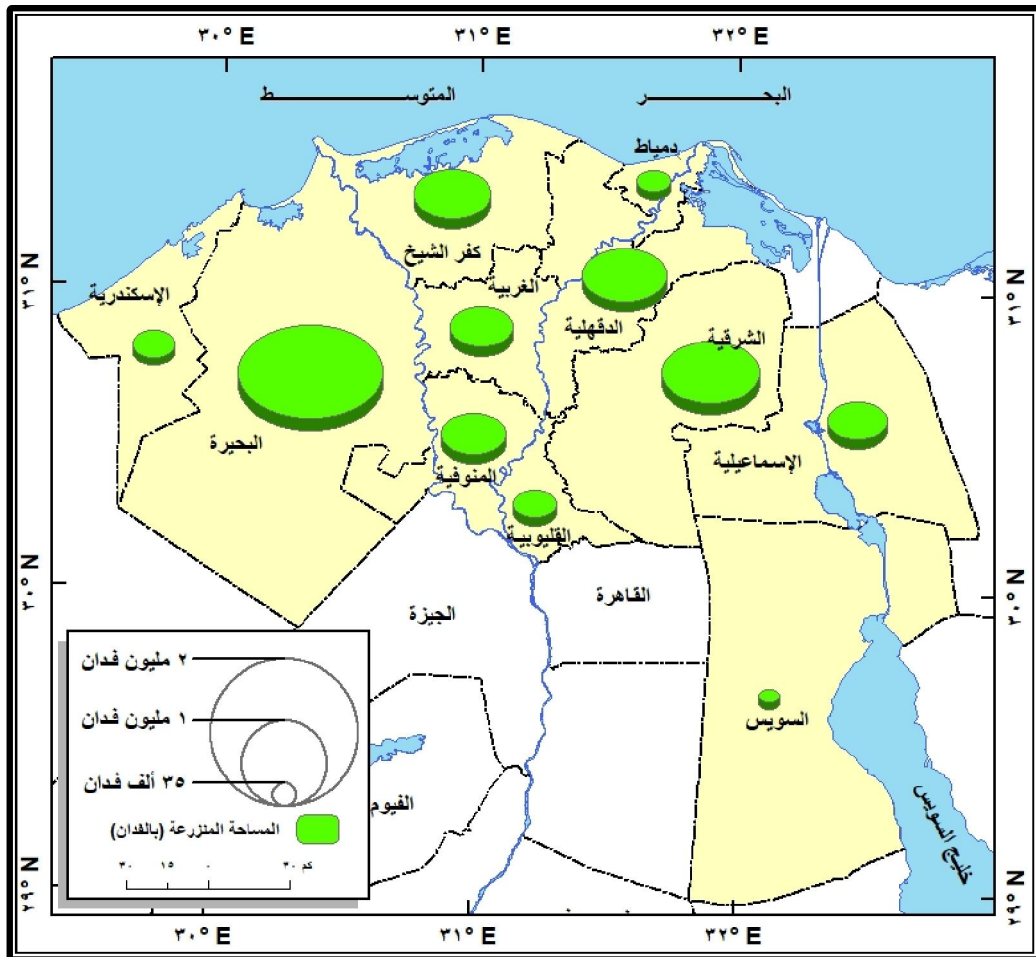 ٣٠° E ٣١° E ٣٢° E
البحـــــــــر المتوســـــــــط
دمياط
كفر الشيخ
الغربية
٣١° N
٣١° N
الإسكندرية
الدقهلية
الشرقية
البحيرة
المنوفية
الإسماعيلية
القليوبية
٣٠° N
٣٠° N
الجيزة
القاهرة
السويس
الفيوم
خليج السويس
٢ مليون فدان
١ مليون فدان
٣٥ ألف فدان
المساحة المنزرعة (بالفدان)
٣٠ ١٥ ٠ ٣٠ كم
٢٩° N
٢٩° N
٣٠° E ٣١° E ٣٢° E